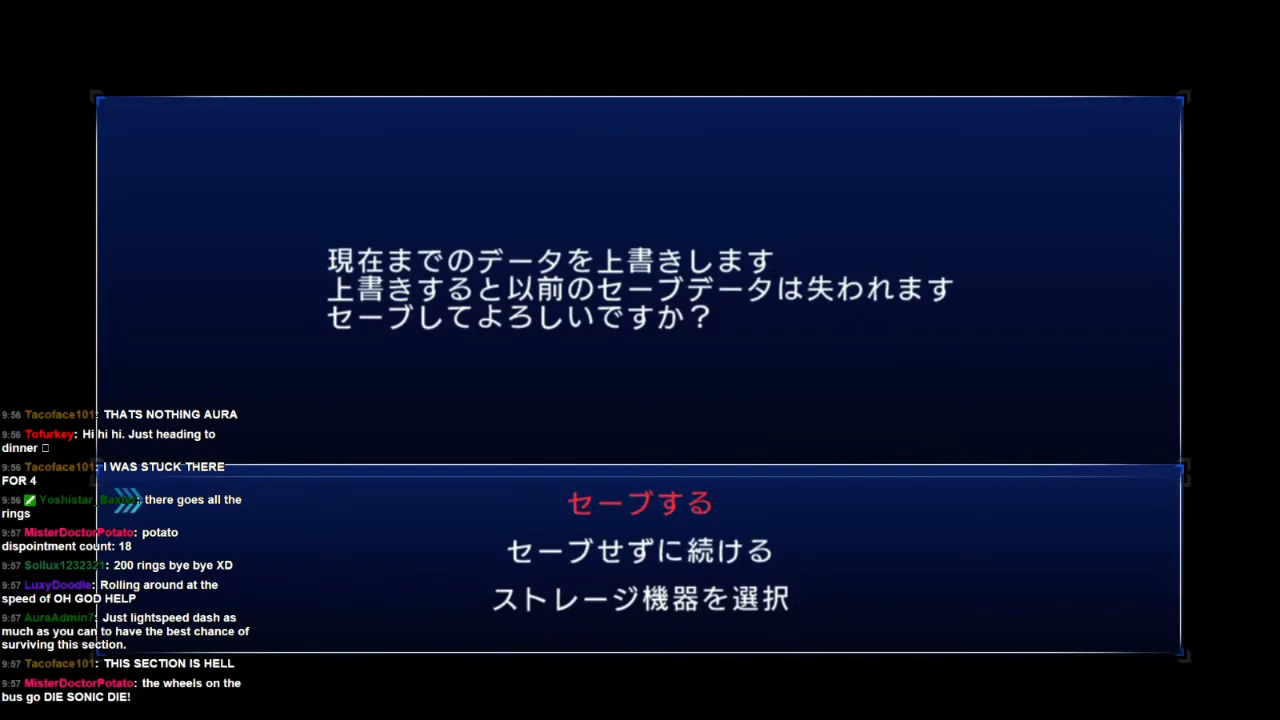 現在までのデータを上書きします
上書きすると以前のセーブデータは失われます
セーブしてよろしいですか？
セーブする
セーブせずに続ける
ストレージ機器を選択
9:56 Tacoface101: THATS NOTHING AURA
9:56 Tofurkey: Hi hi hi. Just heading to
dinner
9:56 Tacoface101: I WAS STUCK THERE
FOR 4
9:56 Yoshistar_Baxter: there goes all the
rings
9:57 MisterDoctorPotato: potato
dispointment count: 18
9:57 Sollux1232321: 200 rings bye bye XD
9:57 LuxyDoodle: Rolling around at the
speed of OH GOD HELP
9:57 AuraAdmin7: Just lightspeed dash as
much as you can to have the best chance of
surviving this section.
9:57 Tacoface101: THIS SECTION IS HELL
9:57 MisterDoctorPotato: the wheels on the
bus go DIE SONIC DIE!